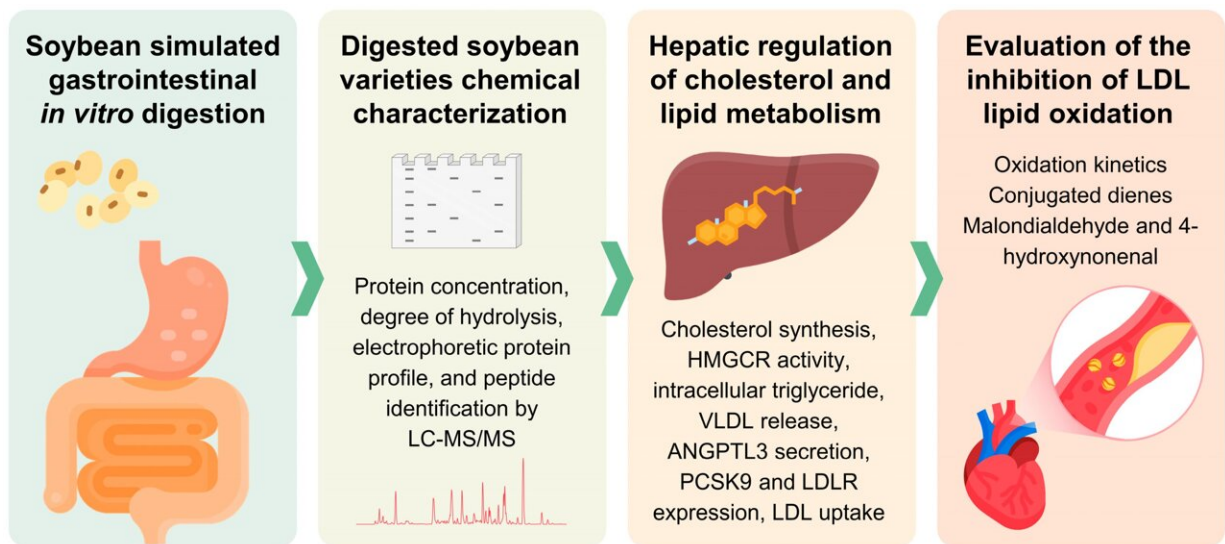 Soybean simulated
gastrointestinal
in vitro digestion
Digested soybean
varieties chemical
characterization
Protein concentration,
degree of hydrolysis,
electrophoretic protein
profile, and peptide
identification by
LC-MS/MS
Hepatic regulation
of cholesterol and
lipid metabolism
Cholesterol synthesis,
HMGCR activity,
intracellular triglyceride,
VLDL release,
ANGPTL3 secretion,
PCSK9 and LDLR
expression, LDL uptake
Evaluation of the
inhibition of LDL
lipid oxidation
Oxidation kinetics
Conjugated dienes
Malondialdehyde and 4-
hydroxynonenal